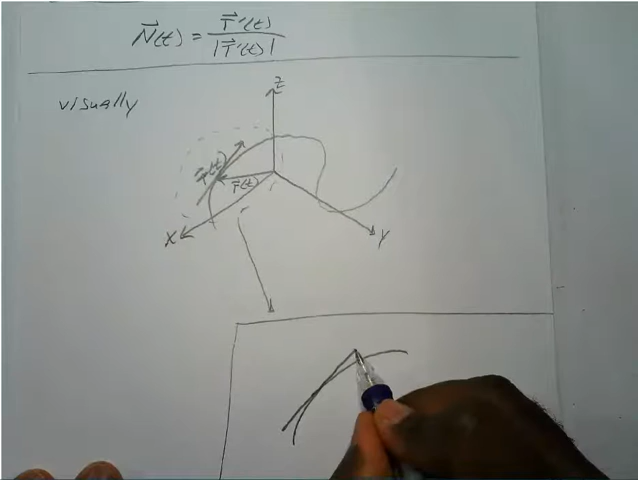 N⃗(t) = T⃗'(t) / |T⃗'(t)|
visually
z
T⃗(t)
r⃗(t)
x
y